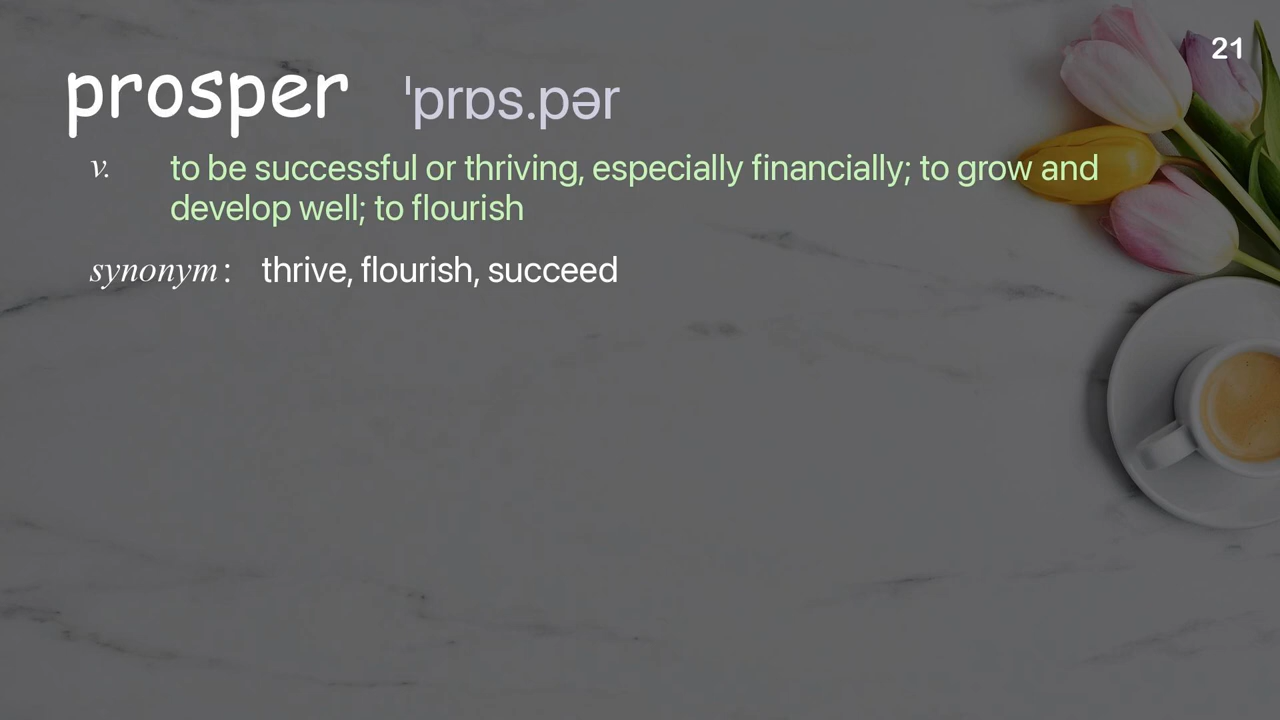 21
prosper ˈprɒs.pər
v. to be successful or thriving, especially financially; to grow and
develop well; to flourish
synonym: thrive, flourish, succeed